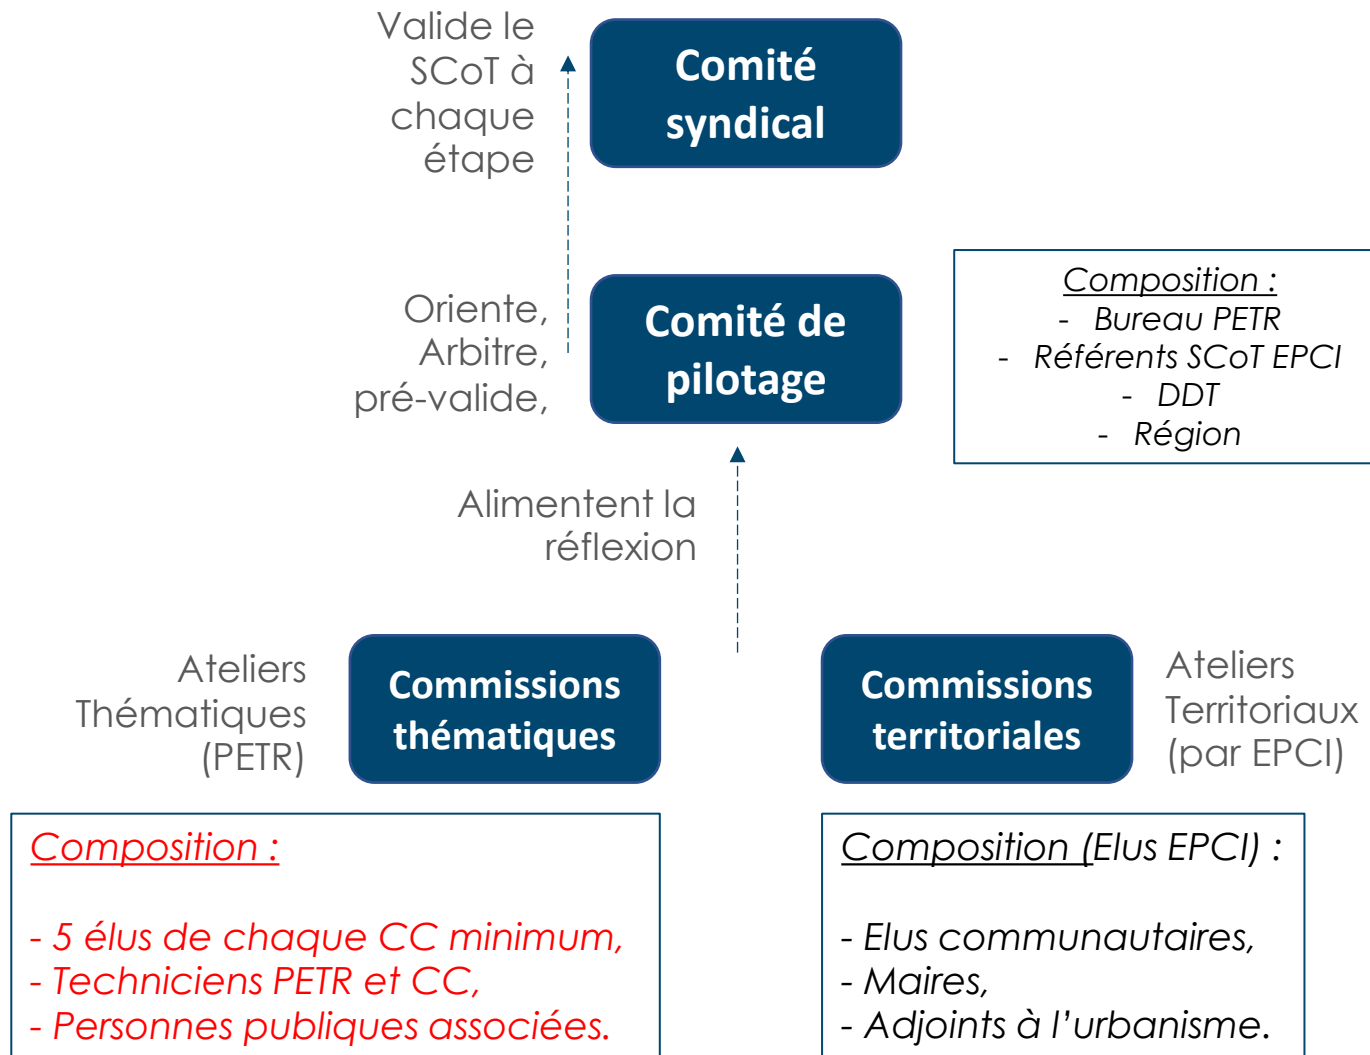 Valide le
SCoT à
chaque
étape
Comité
syndical
Oriente,
Arbitre,
pré-valide,
Comité de
pilotage
Composition :
- Bureau PETR
- Référents SCoT EPCI
- DDT
- Région
Alimentent la
réflexion
Ateliers
Thématiques
(PETR)
Commissions
thématiques
Commissions
territoriales
Ateliers
Territoriaux
(par EPCI)
Composition :
- 5 élus de chaque CC minimum,
- Techniciens PETR et CC,
- Personnes publiques associées.
Composition (Elus EPCI) :
- Elus communautaires,
- Maires,
- Adjoints à l’urbanisme.